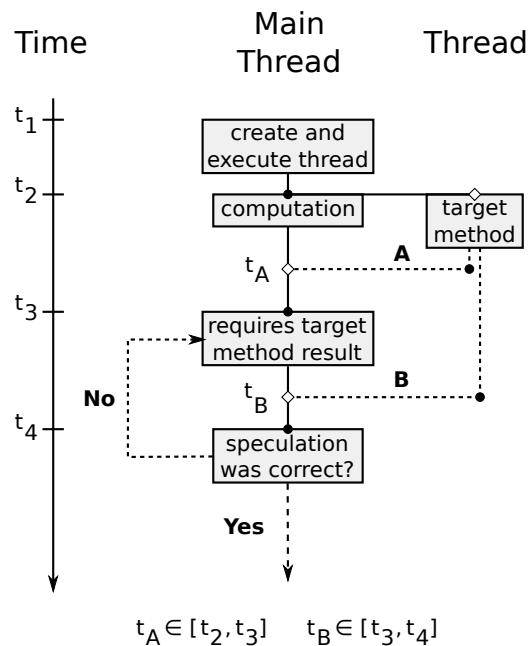 Time
Main
Thread
Thread
t1
create and
execute thread
t2
computation
target
method
A
tA
t3
requires target
method result
B
tB
No
t4
speculation
was correct?
Yes
tA ∈ [t2, t3]
tB ∈ [t3, t4]